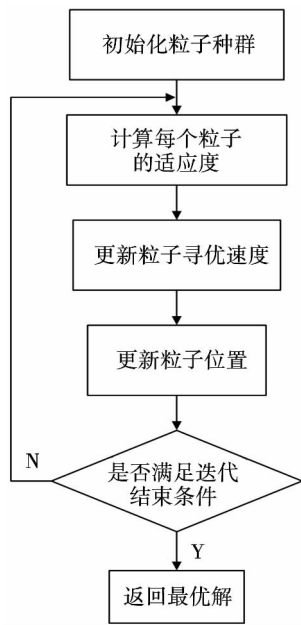 初始化粒子种群
计算每个粒子
的适应度
更新粒子寻优速度
更新粒子位置
是否满足迭代
结束条件
N
Y
返回最优解